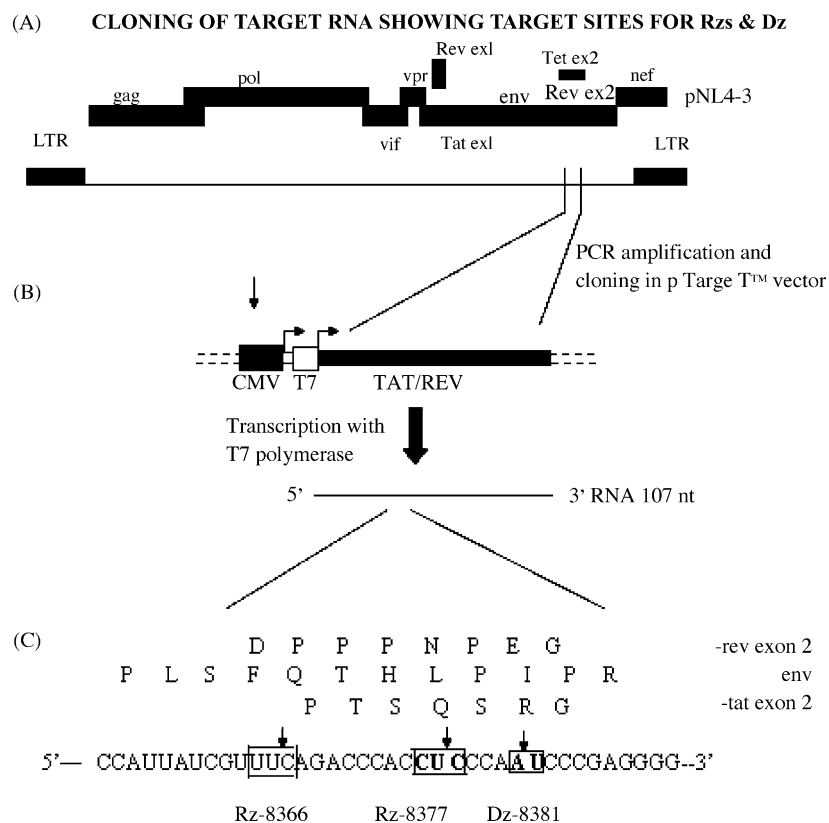 (A) CLONING OF TARGET RNA SHOWING TARGET SITES FOR Rzs & Dz
Rev exl
Tet ex2
gag pol vpr env Rev ex2 nef pNL4-3
LTR vif Tat exl LTR
PCR amplification and
cloning in p Targe T™ vector
(B)
CMV T7 TAT/REV
Transcription with
T7 polymerase
5’ 3’ RNA 107 nt
(C) D P P P N P E G -rev exon 2
P L S F Q T H L P I P R env
P T S Q S R G -tat exon 2
5’— CCAUUAUCGUUUCAGACCCACCUCCCAAUCCCGAGGGG--3’
Rz-8366 Rz-8377 Dz-8381